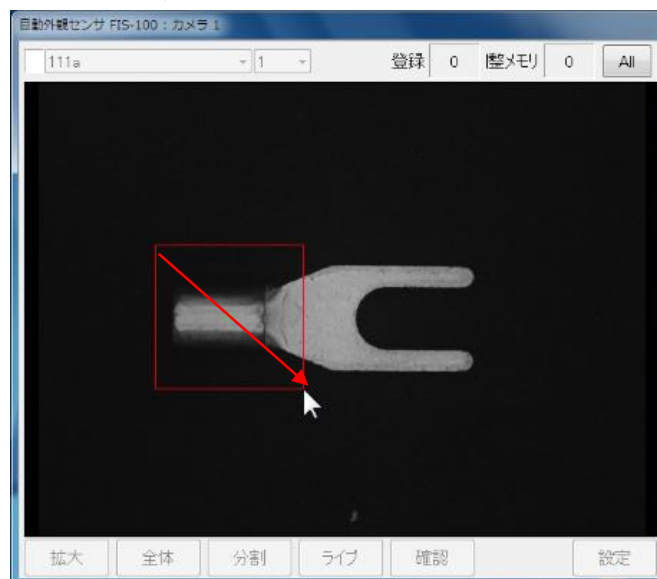 自動外観センサ FIS-100 : カメラ 1
111a 1 登録 0 整メモリ 0 All
拡大 全体 分割 ライブ 確認 設定